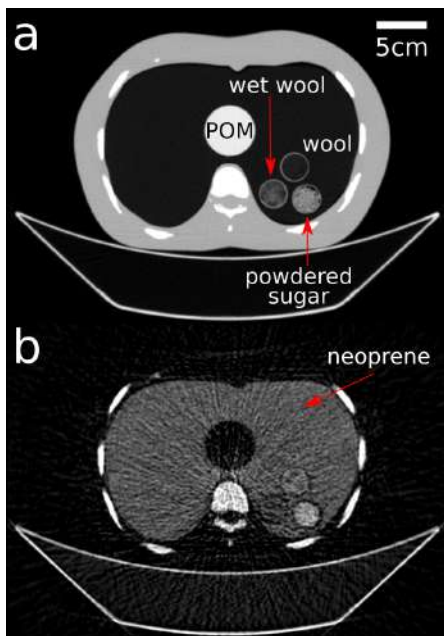 a
5cm
wet wool
POM
wool
powdered
sugar
b
neoprene